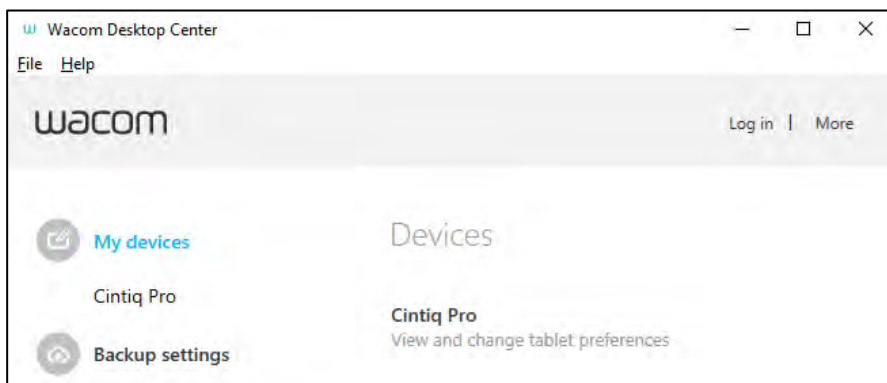 Wacom Desktop Center
File Help
wacom
Log in | More
My devices
Devices
Cintiq Pro
Cintiq Pro
View and change tablet preferences
Backup settings